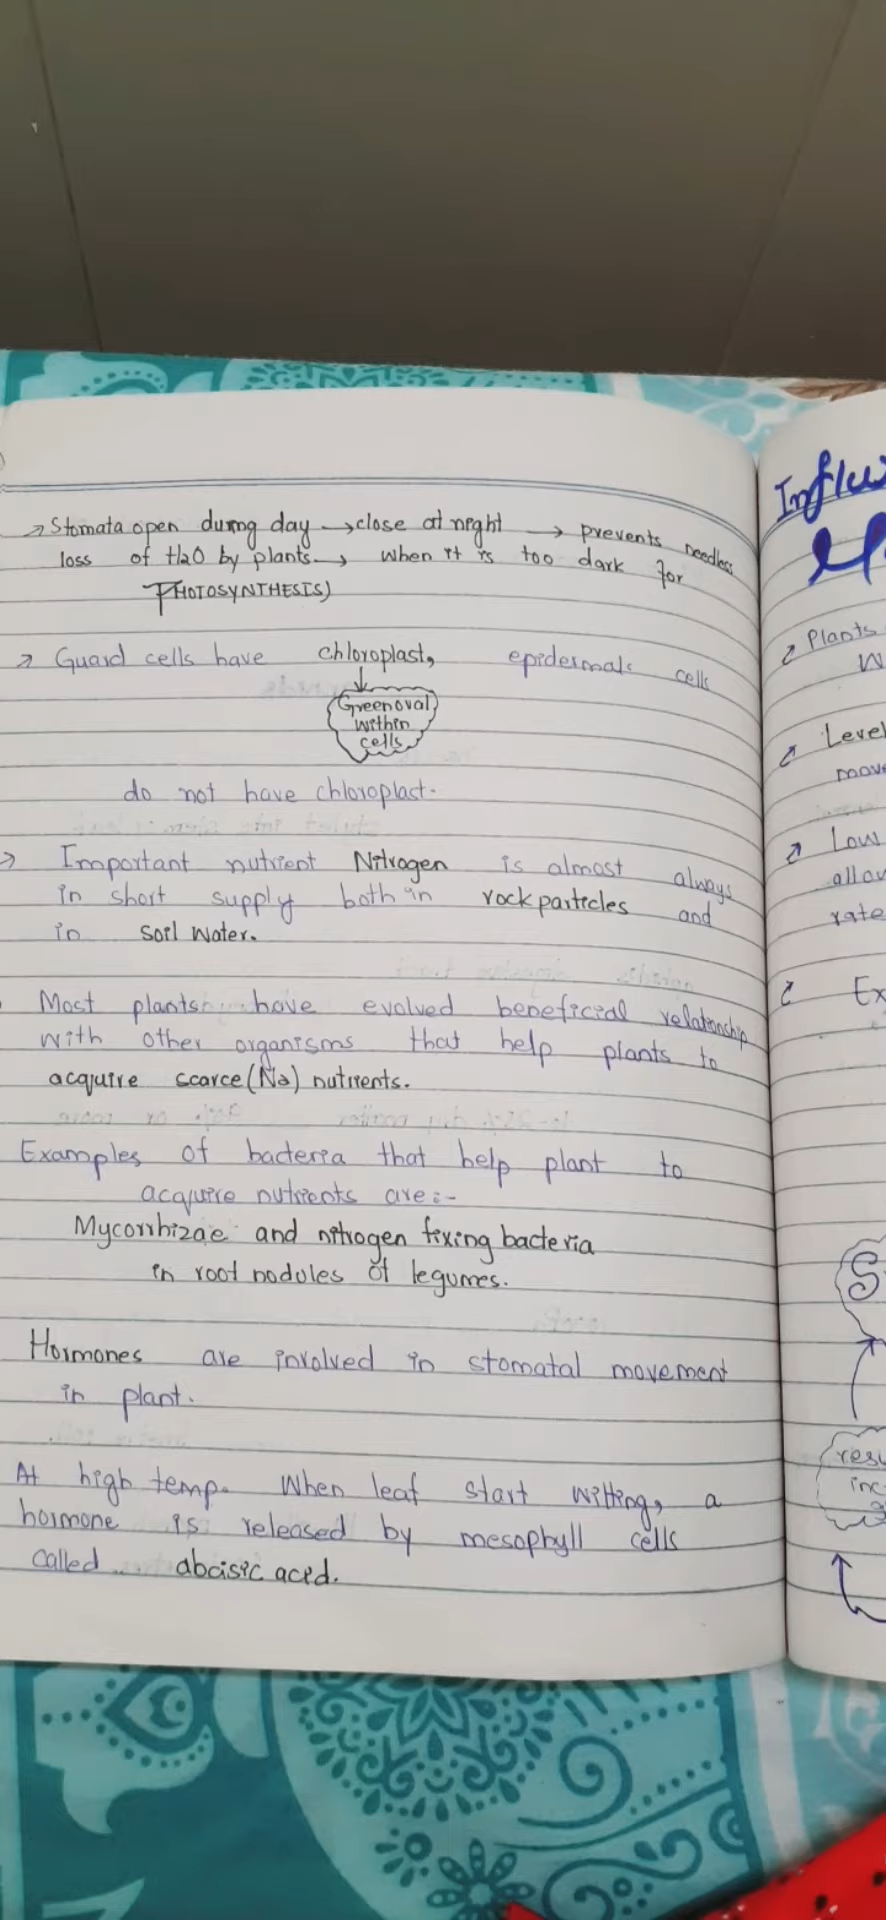 → Stomata open during day → close at night → prevents needless
loss of H2O by plants → when it is too dark for
PHOTOSYNTHESIS)
→ Guard cells have chloroplast, epidermals cells
↓
Green oval
within
cells
do not have chloroplast.
→ Important nutrient Nitrogen is almost always
in short supply both in rock particles and
in soil water.
Most plants have evolved beneficial relationship
with other organisms that help plants to
acquire scarce (Na) nutrients.
Examples of bacteria that help plant to
acquire nutrients are:-
Mycorrhizae and nitrogen fixing bacteria
in root nodules of legumes.
Hormones are involved in stomatal movement
in plant.
At high temp. When leaf start wilting, a
hormone is released by mesophyll cells
called abcisic acid.
Plants
Level
Low
rate
Ex